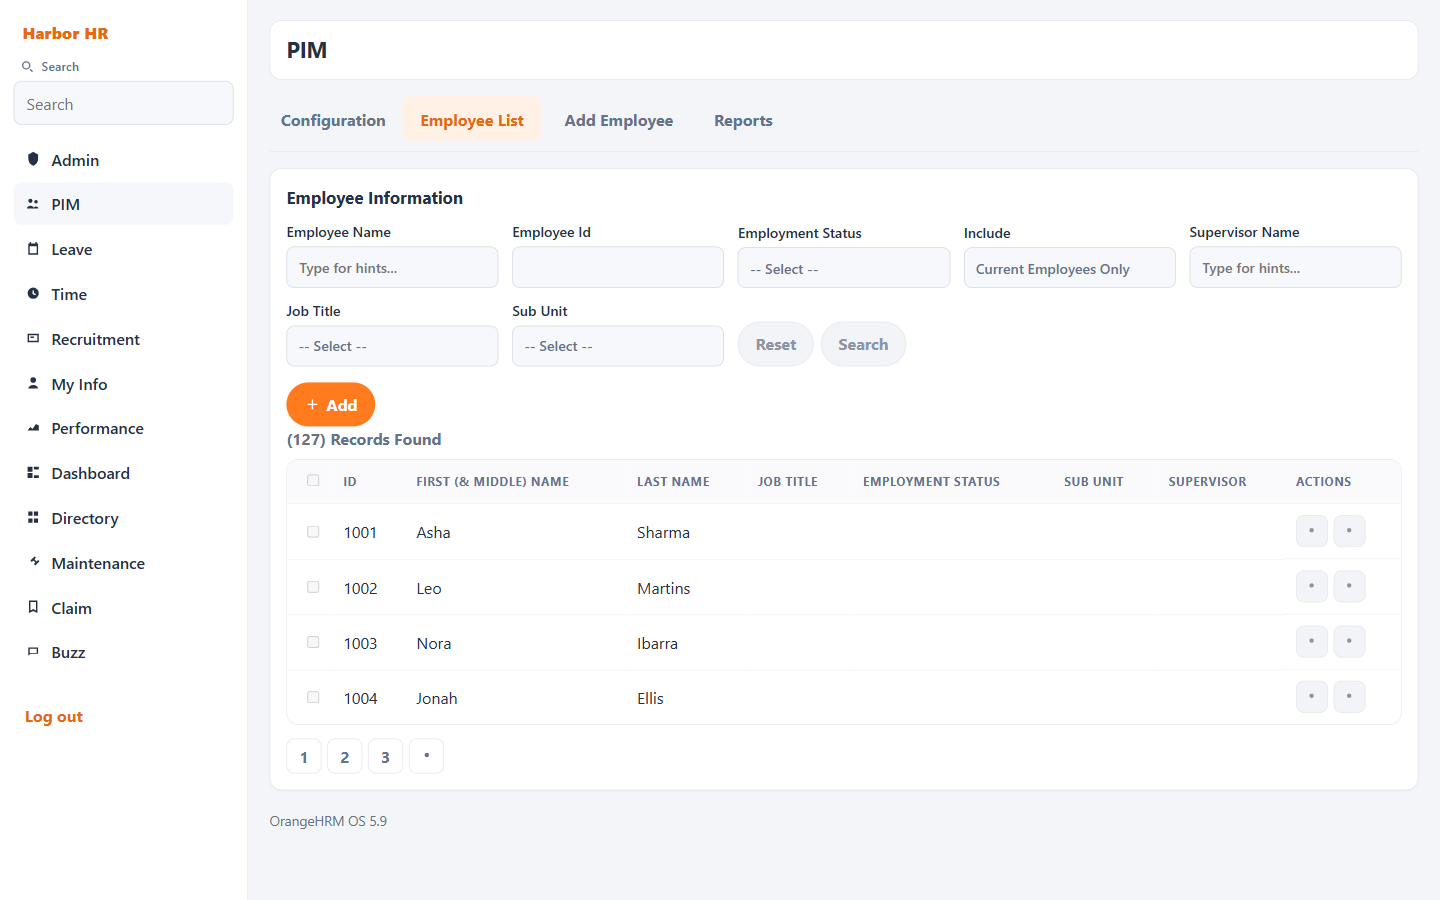 Harbor HR
Search
Search
Admin
PIM
Leave
Time
Recruitment
My Info
Performance
Dashboard
Directory
Maintenance
Claim
Buzz
Log out
PIM
Configuration Employee List Add Employee Reports
Employee Information
Employee Name Employee Id Employment Status Include Supervisor Name
Type for hints... -- Select -- Current Employees Only Type for hints...
Job Title Sub Unit
-- Select -- -- Select -- Reset Search
+ Add
(127) Records Found
ID FIRST (& MIDDLE) NAME LAST NAME JOB TITLE EMPLOYMENT STATUS SUB UNIT SUPERVISOR ACTIONS
1001 Asha Sharma
1002 Leo Martins
1003 Nora Ibarra
1004 Jonah Ellis
1 2 3
OrangeHRM OS 5.9